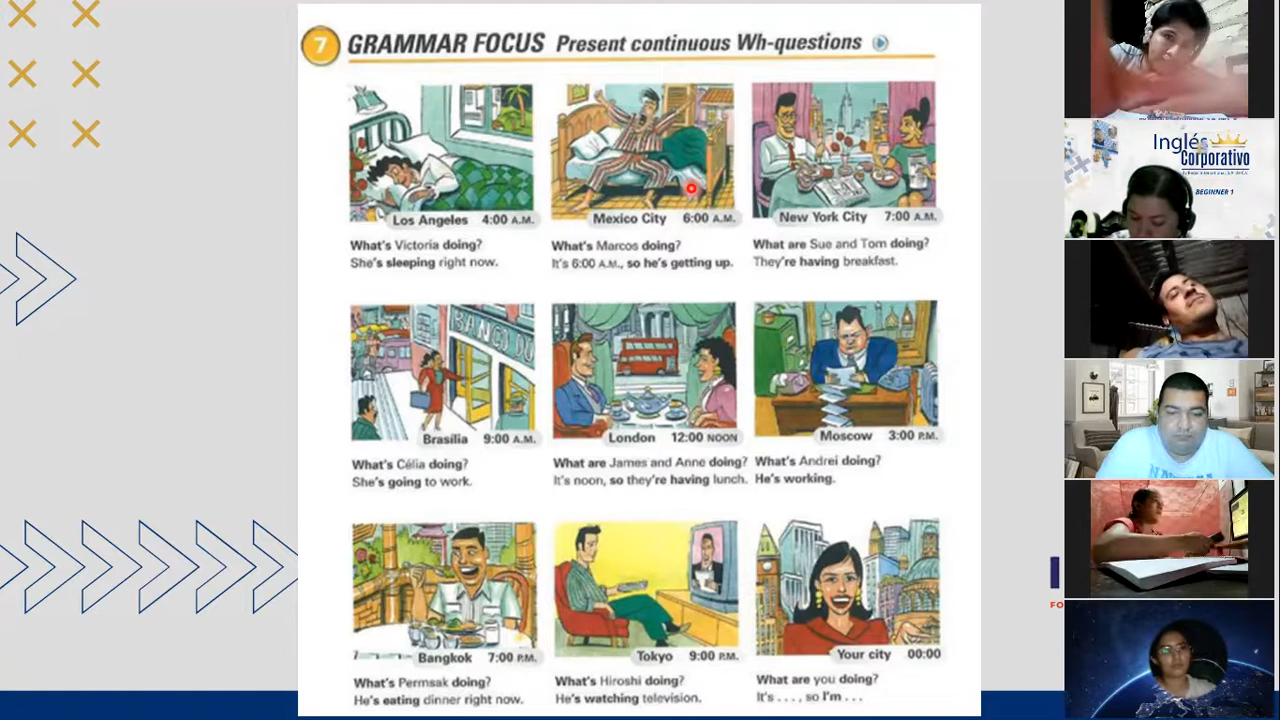 7 GRAMMAR FOCUS Present continuous Wh-questions
Los Angeles 4:00 A.M.
What's Victoria doing?
She's sleeping right now.
Mexico City 6:00 A.M.
What's Marcos doing?
It's 6:00 A.M., so he's getting up.
New York City 7:00 A.M.
What are Sue and Tom doing?
They're having breakfast.
BANCO DU
Brasília 9:00 A.M.
What's Célia doing?
She's going to work.
London 12:00 NOON
What are James and Anne doing?
It's noon, so they're having lunch.
Moscow 3:00 P.M.
What's Andrei doing?
He's working.
Bangkok 7:00 P.M.
What's Permsak doing?
He's eating dinner right now.
Tokyo 9:00 P.M.
What's Hiroshi doing?
He's watching television.
Your city 00:00
What are you doing?
It's . . . , so I'm . . .
I
FO
Inglés
Corporativo
BEGINNER 1